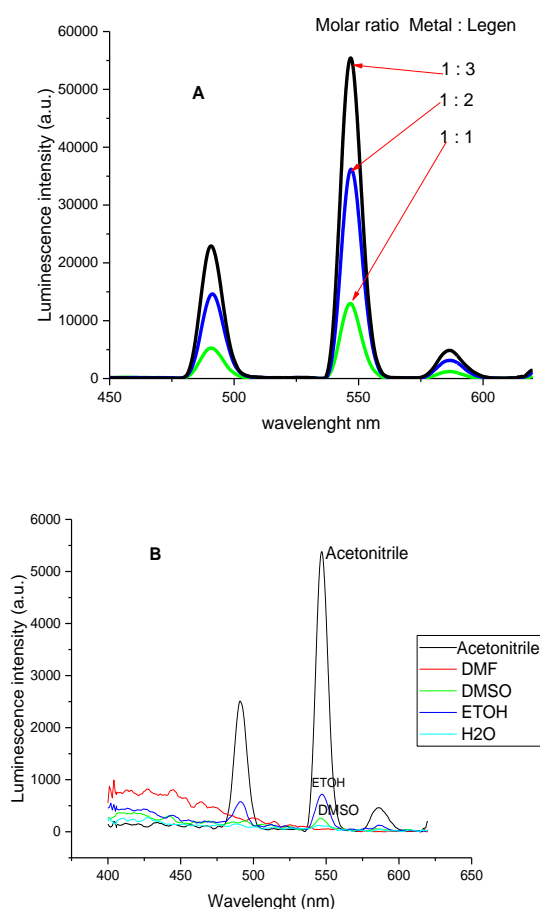 Molar ratio Metal : Legen
60000
50000
40000
30000
20000
10000
0
Luminescence intensity (a.u.)
A
1 : 3
1 : 2
1 : 1
450
500
550
600
wavelenght nm
6000
5000
4000
3000
2000
1000
0
Luminescence intensity (a.u.)
B
Acetonitrile
Acetonitrile
DMF
DMSO
ETOH
H2O
ETOH
DMSO
350
400
450
500
550
600
650
Wavelenght (nm)